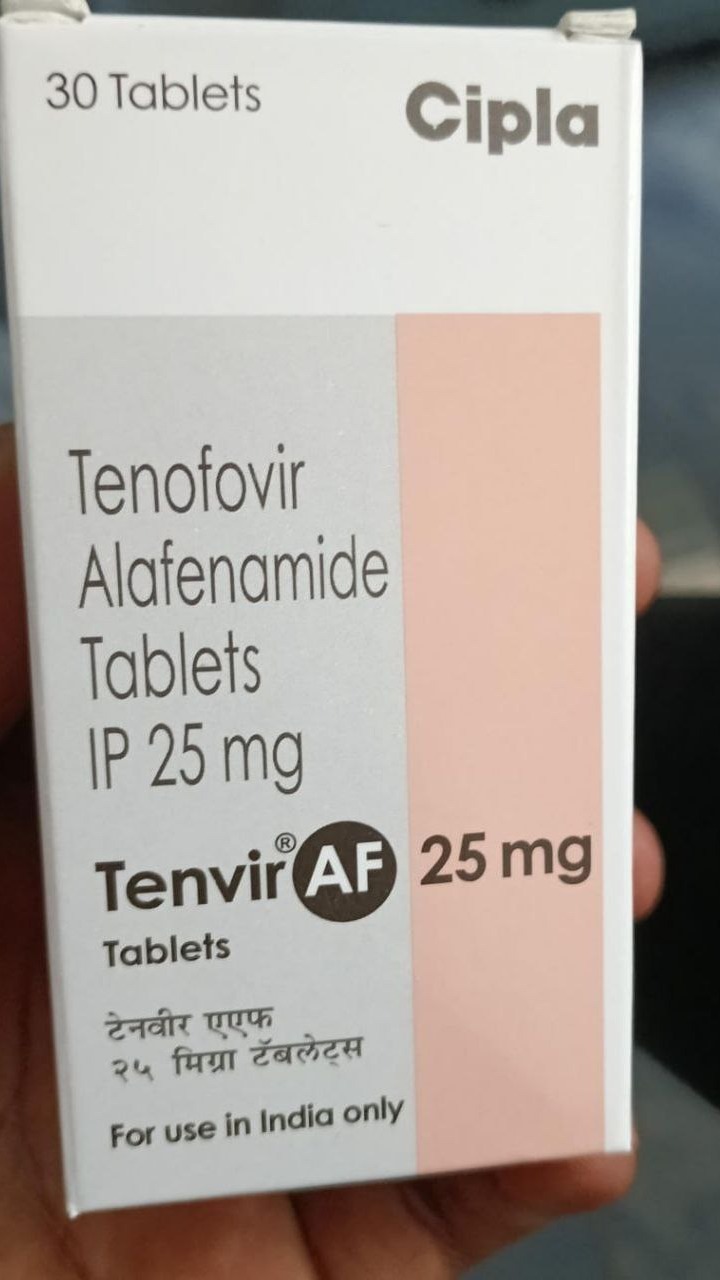 30 Tablets
Cipla
Tenofovir
Alafenamide
Tablets
IP 25 mg
Tenvir® AF 25 mg
Tablets
टेनवीर एएफ
२५ मिग्रा टॅबलेट्स
For use in India only